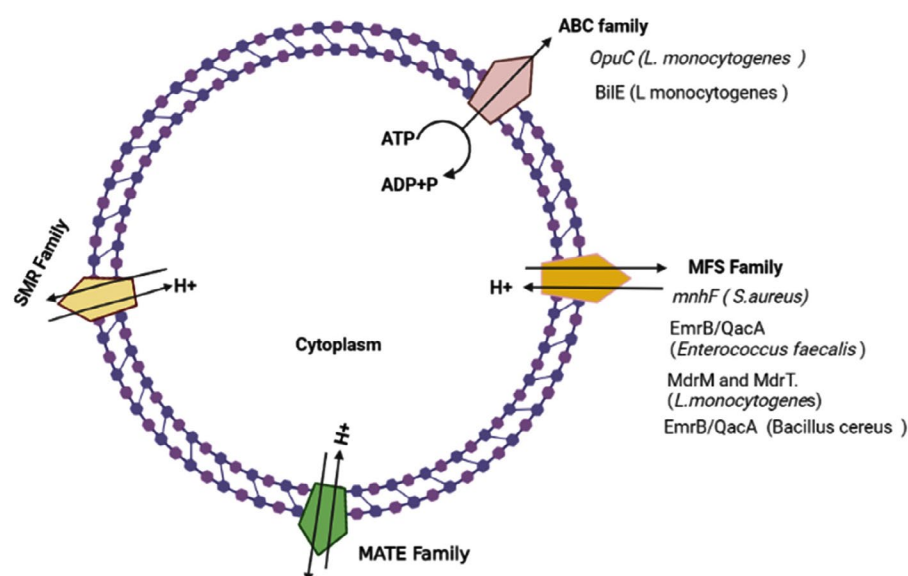 ABC family
OpuC (L. monocytogenes )
BilE (L monocytogenes )
ATP
ADP+P
SMR Family
H+
H+
MFS Family
mnhF ( S.aureus)
EmrB/QacA
(Enterococcus faecalis )
MdrM and MdrT.
(L.monocytogenes)
EmrB/QacA (Bacillus cereus )
Cytoplasm
H+
MATE Family